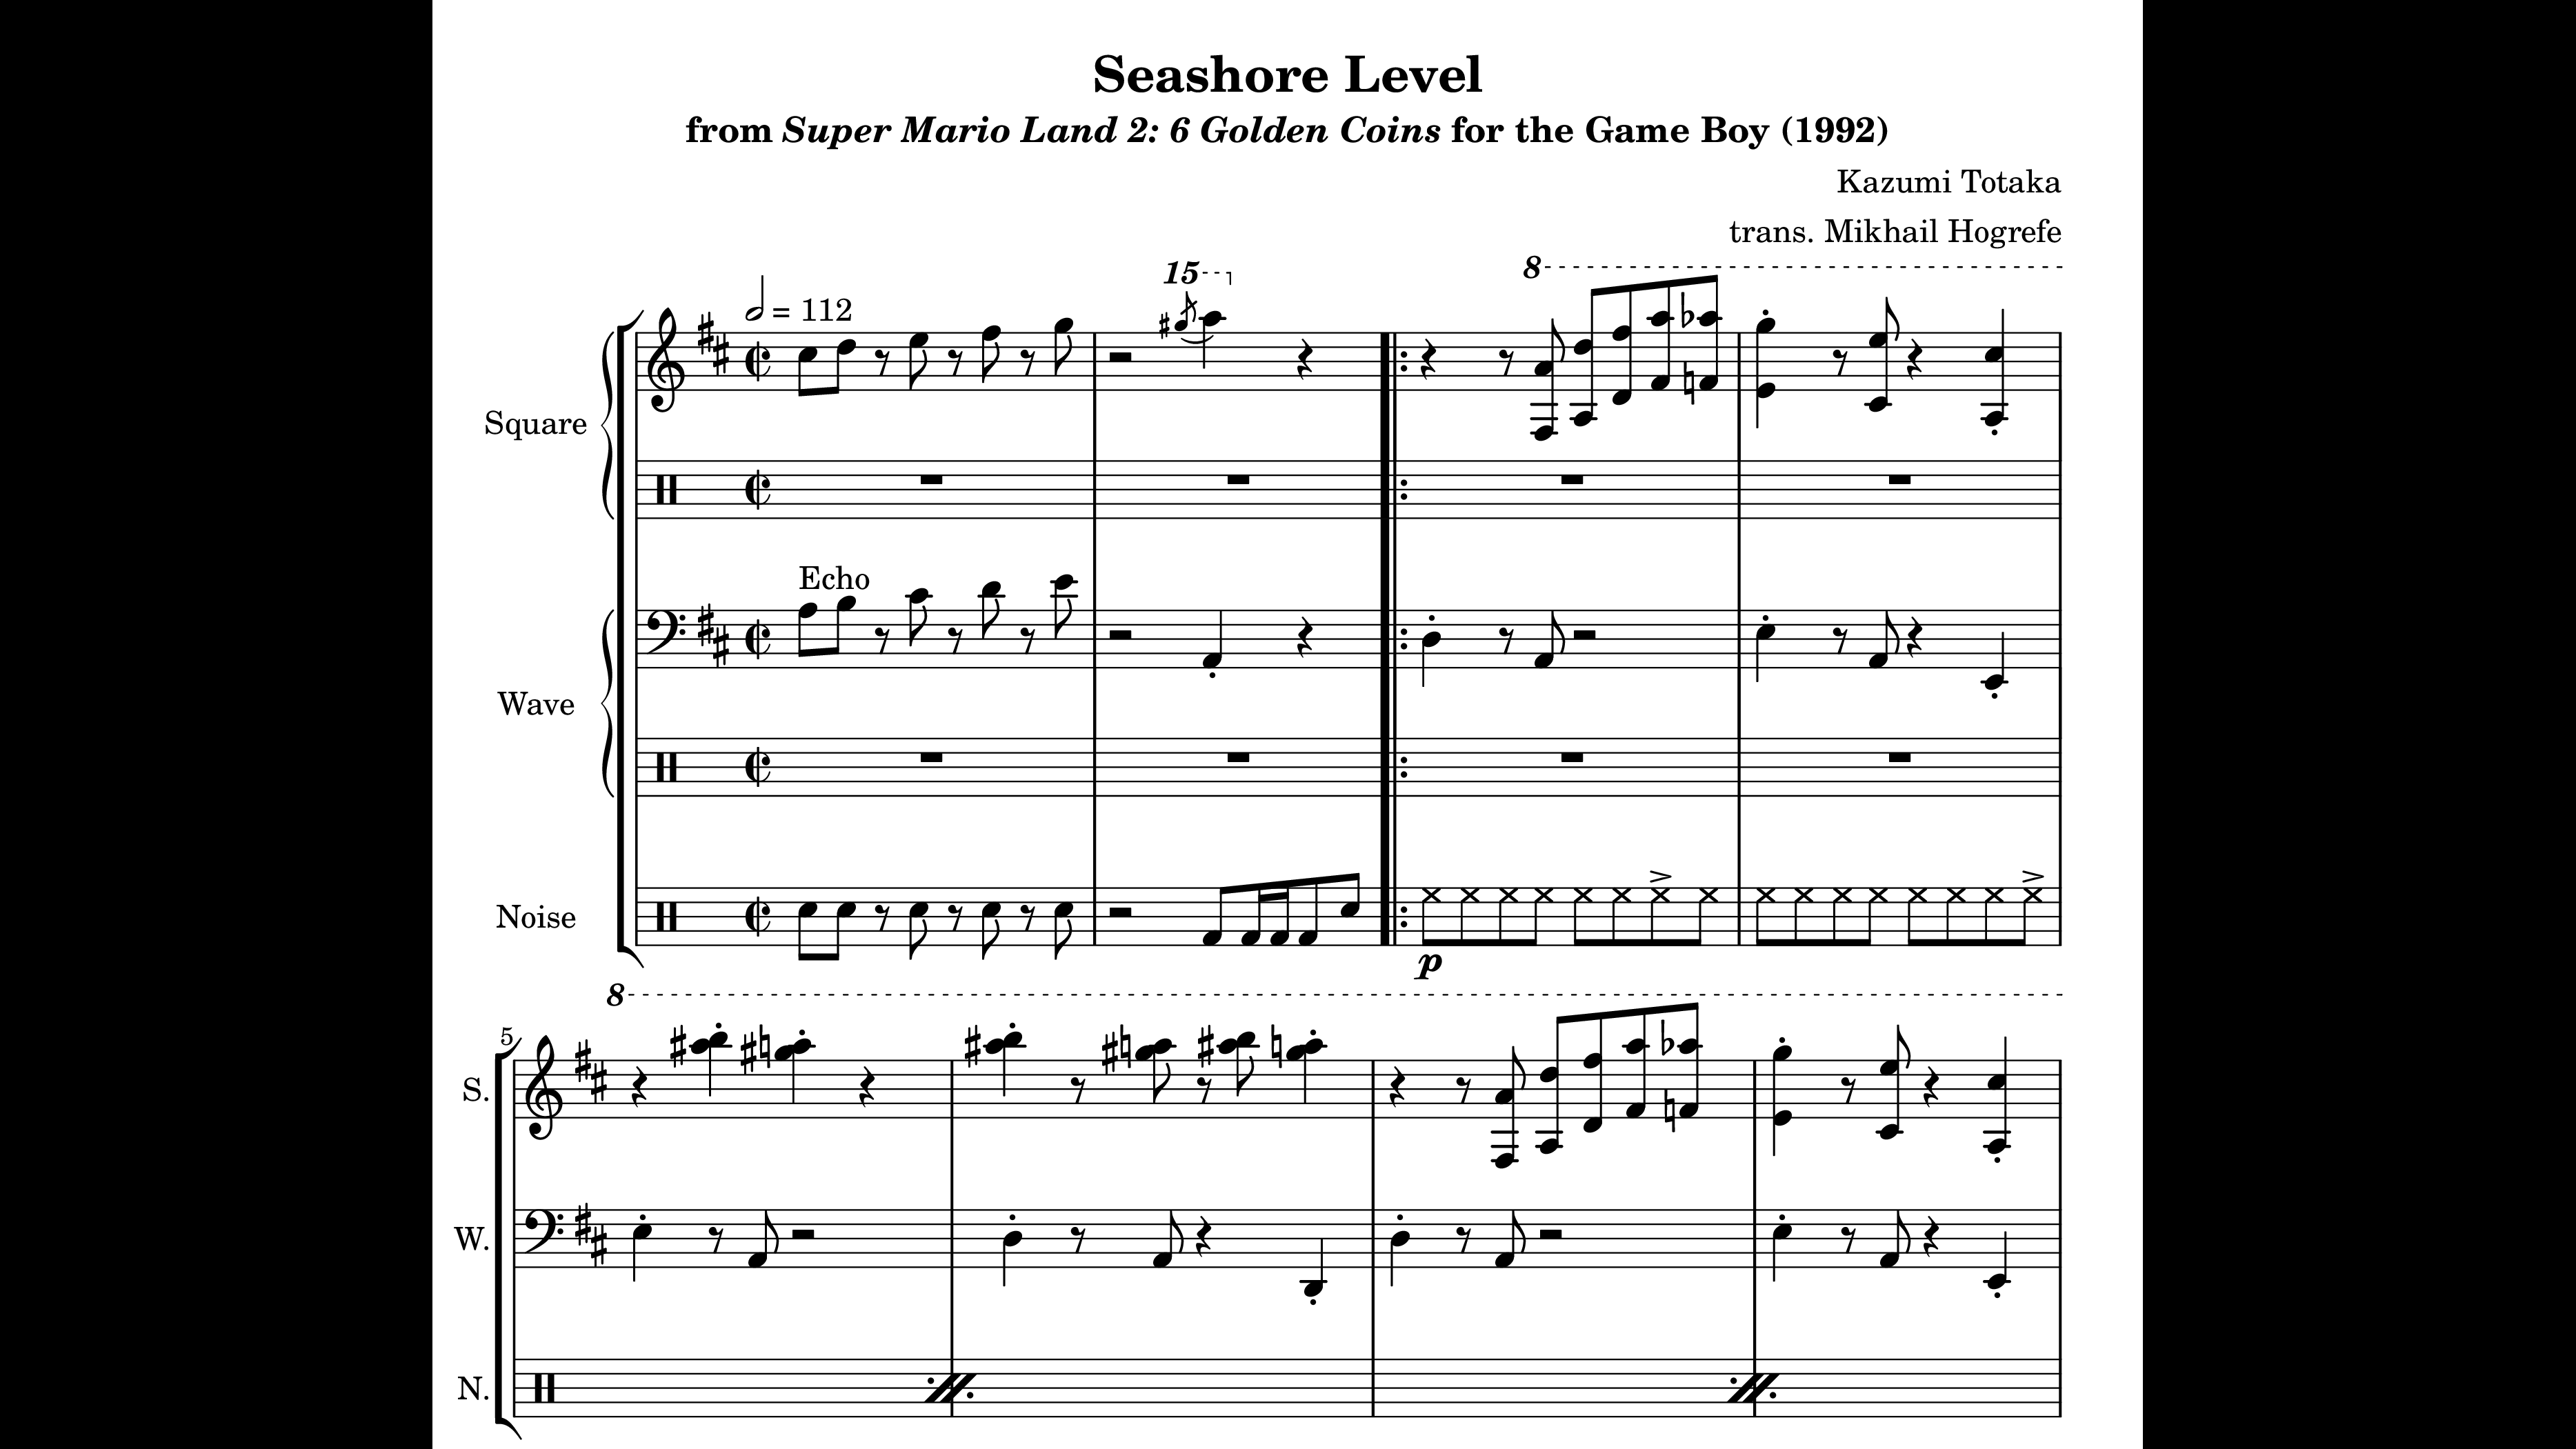 Seashore Level
from Super Mario Land 2: 6 Golden Coins for the Game Boy (1992)
Kazumi Totaka
trans. Mikhail Hogrefe
= 112
15
8
Square
Echo
Wave
Noise
p
8
5
S.
W.
N.